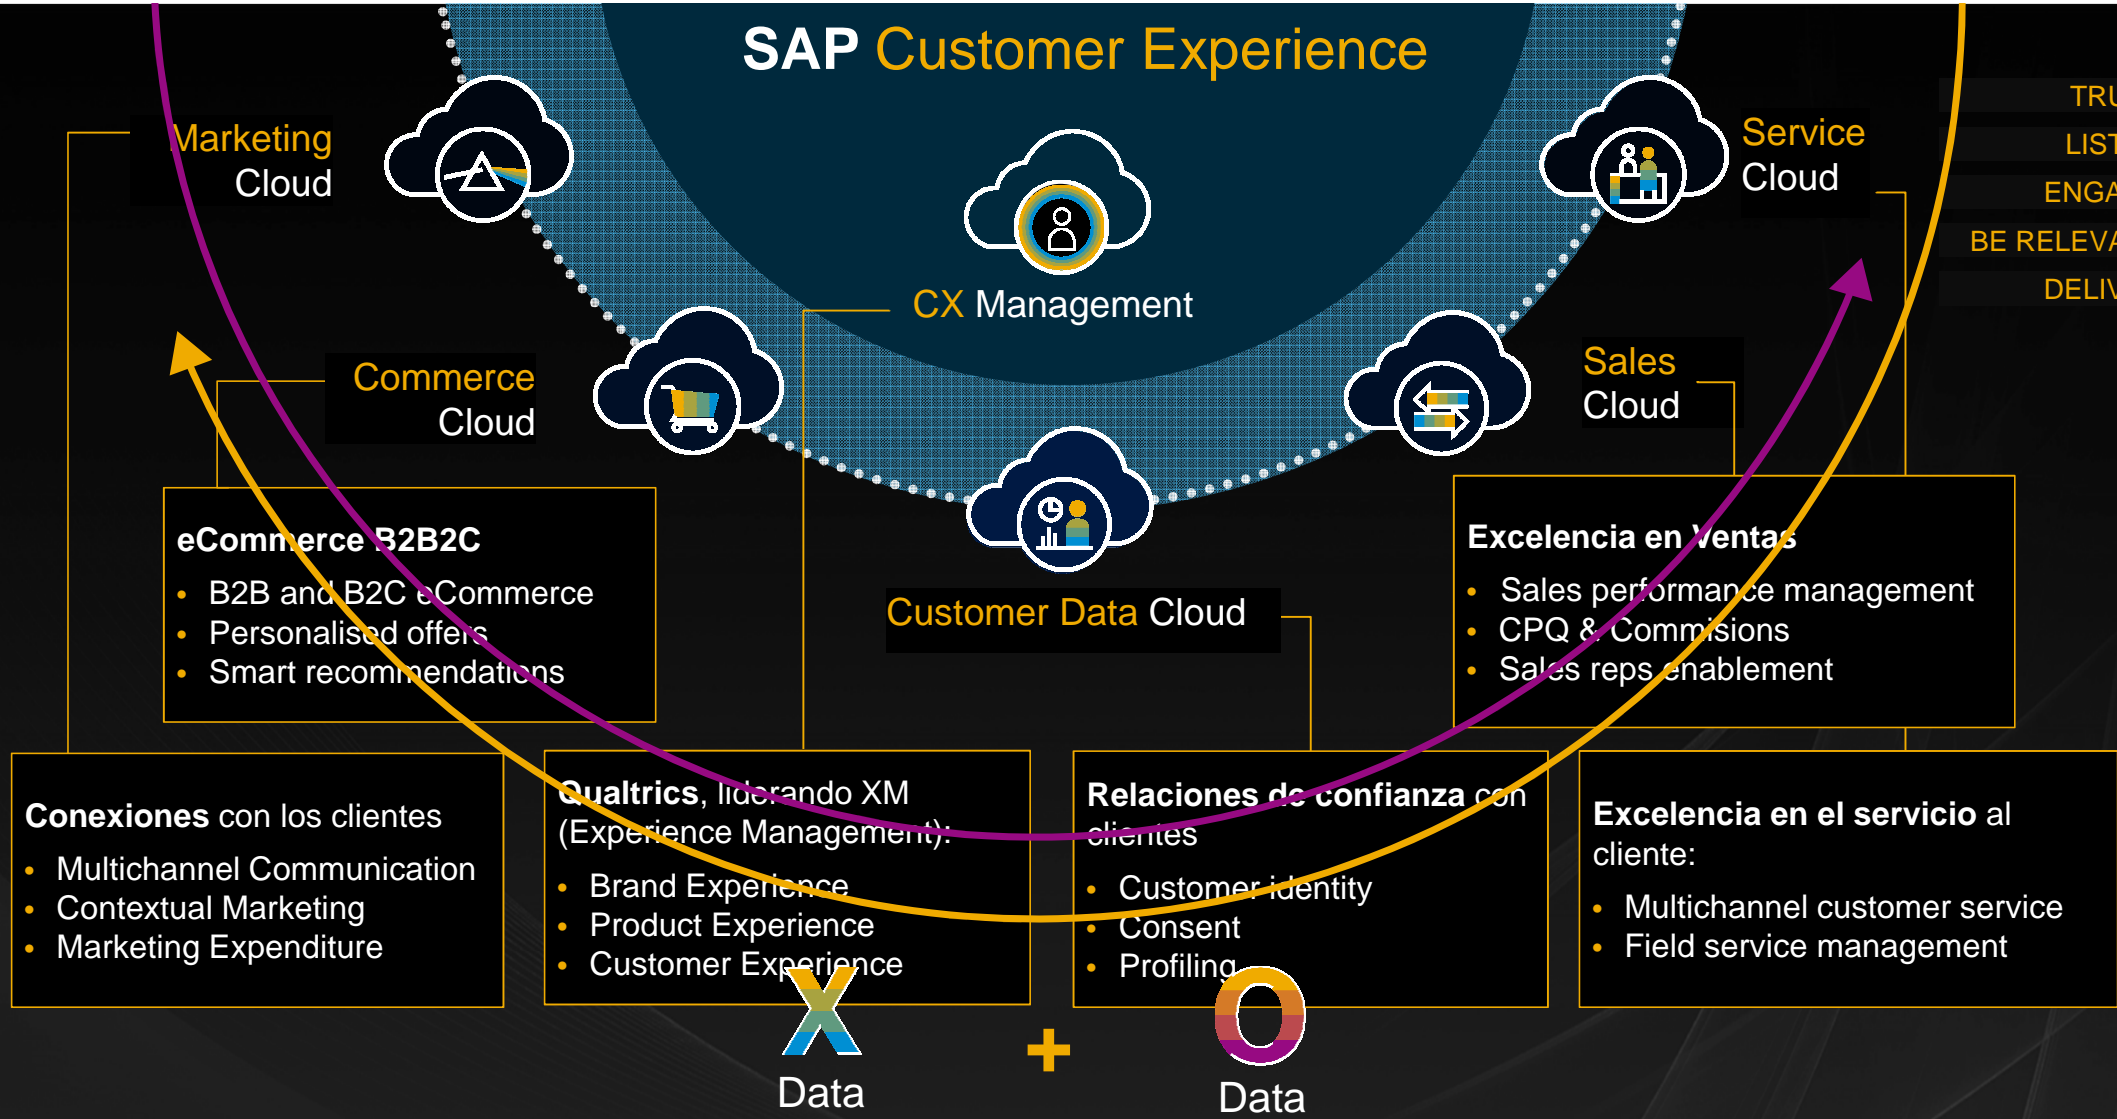 SAP Customer Experience
Marketing
Cloud
Service
Cloud
CX Management
Commerce
Cloud
Sales
Cloud
Customer Data Cloud
eCommerce B2B2C
• B2B and B2C eCommerce
• Personalised offers
• Smart recommendations
Excelencia en Ventas
• Sales performance management
• CPQ & Commisions
• Sales reps enablement
Conexiones con los clientes
• Multichannel Communication
• Contextual Marketing
• Marketing Expenditure
Qualtrics, liderando XM
(Experience Management):
• Brand Experience
• Product Experience
• Customer Experience
Relaciones de confianza con
clientes
• Customer identity
• Consent
• Profiling
Excelencia en el servicio al
cliente:
• Multichannel customer service
• Field service management
X
Data
+
O
Data
BE